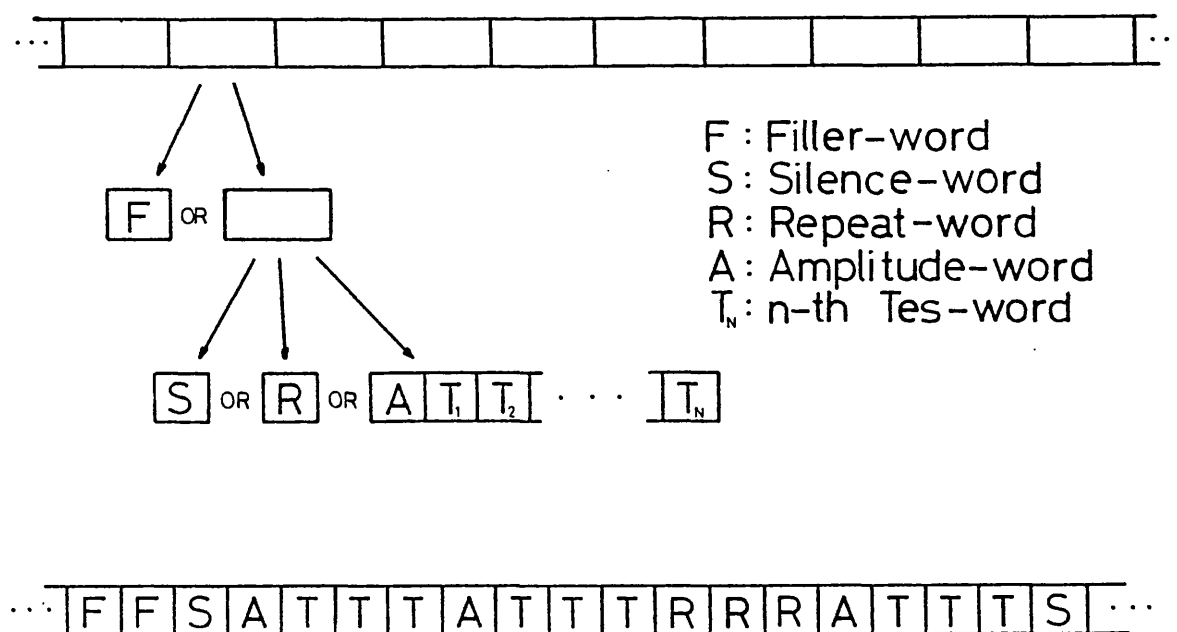 ... ..
F : Filler-word
S : Silence-word
R : Repeat-word
A : Amplitude-word
T_N : n-th Tes-word
F OR
S OR R OR A T_1 T_2 . . . T_N
... F F S A T T T A T T T R R R A T T T S ...